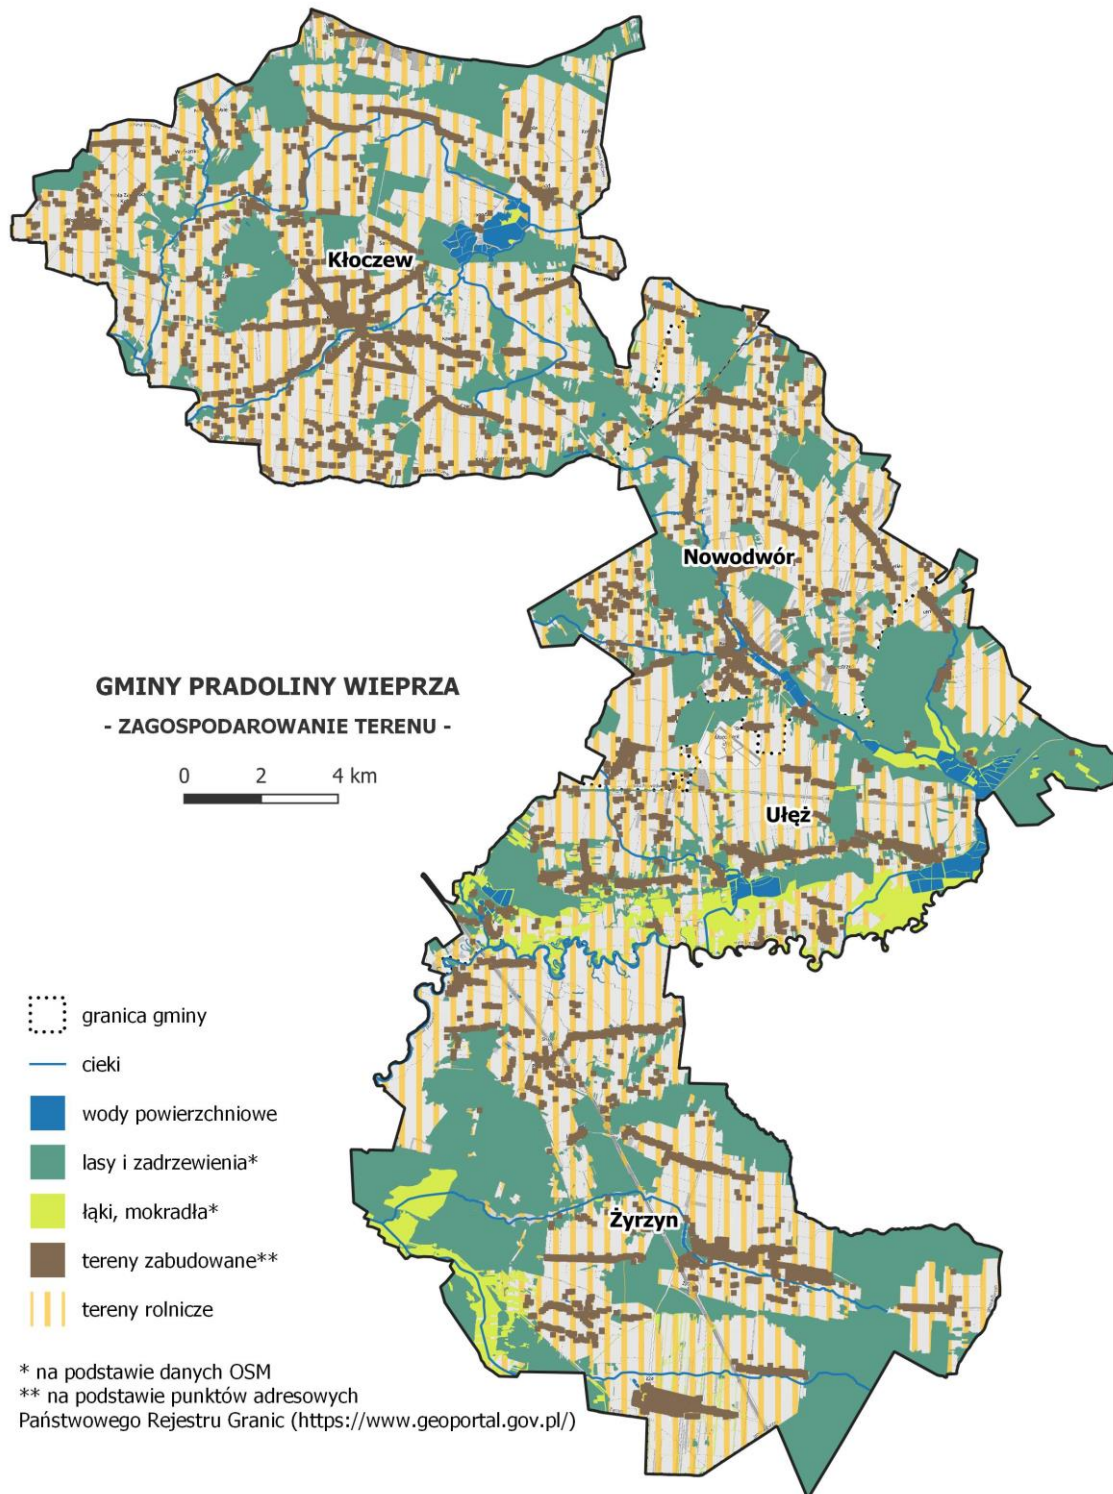 Kłoczew
Nowodwór
GMINY PRADOLINY WIEPRZA
- ZAGOSPODAROWANIE TERENU -
0 2 4 km
Ułęż
granica gminy
cieki
wody powierzchniowe
lasy i zadrzewienia*
łąki, mokradła*
tereny zabudowane**
tereny rolnicze
Żyrzyn
* na podstawie danych OSM
** na podstawie punktów adresowych
Państwowego Rejestru Granic (https://www.geoportal.gov.pl/)